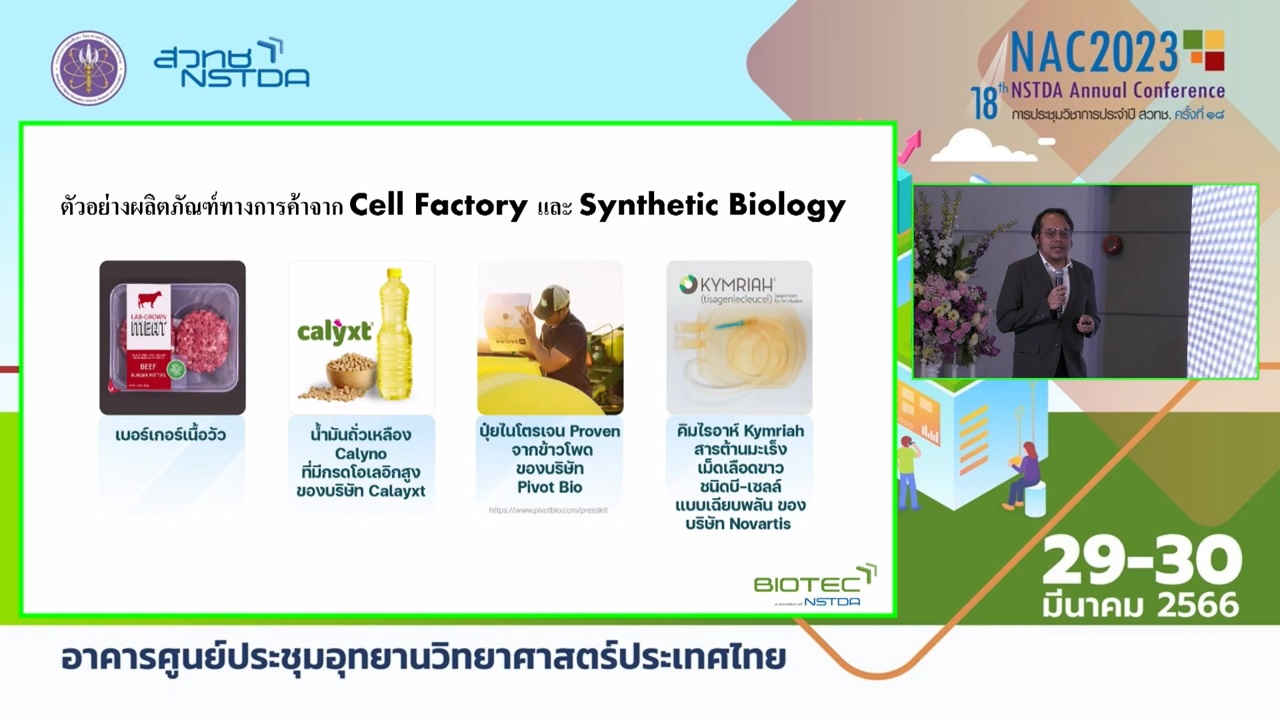 สวทช
NSTDA
NAC2023
18th NSTDA Annual Conference
การประชุมวิชาการประจำปี สวทช. ครั้งที่ ๑๘
ตัวอย่างผลิตภัณฑ์ทางการค้าจาก Cell Factory และ Synthetic Biology
LAB-GROWN
MEAT
BEEF
BURGER PATTIES
calyxt
PROVEN
KYMRIAH
(tisagenlecleucel)
เบอร์เกอร์เนื้อวัว
น้ำมันถั่วเหลือง
Calyno
ที่มีกรดโอเลอิกสูง
ของบริษัท Calayxt
ปุ๋ยไนโตรเจน Proven
จากข้าวโพด
ของบริษัท
Pivot Bio
https://www.pivotbio.com/presskit
คิมไรอาห์ Kymriah
สารต้านมะเร็ง
เม็ดเลือดขาว
ชนิดบี-เซลล์
แบบเฉียบพลัน ของ
บริษัท Novartis
BIOTEC
a member of NSTDA
29-30
มีนาคม 2566
อาคารศูนย์ประชุมอุทยานวิทยาศาสตร์ประเทศไทย